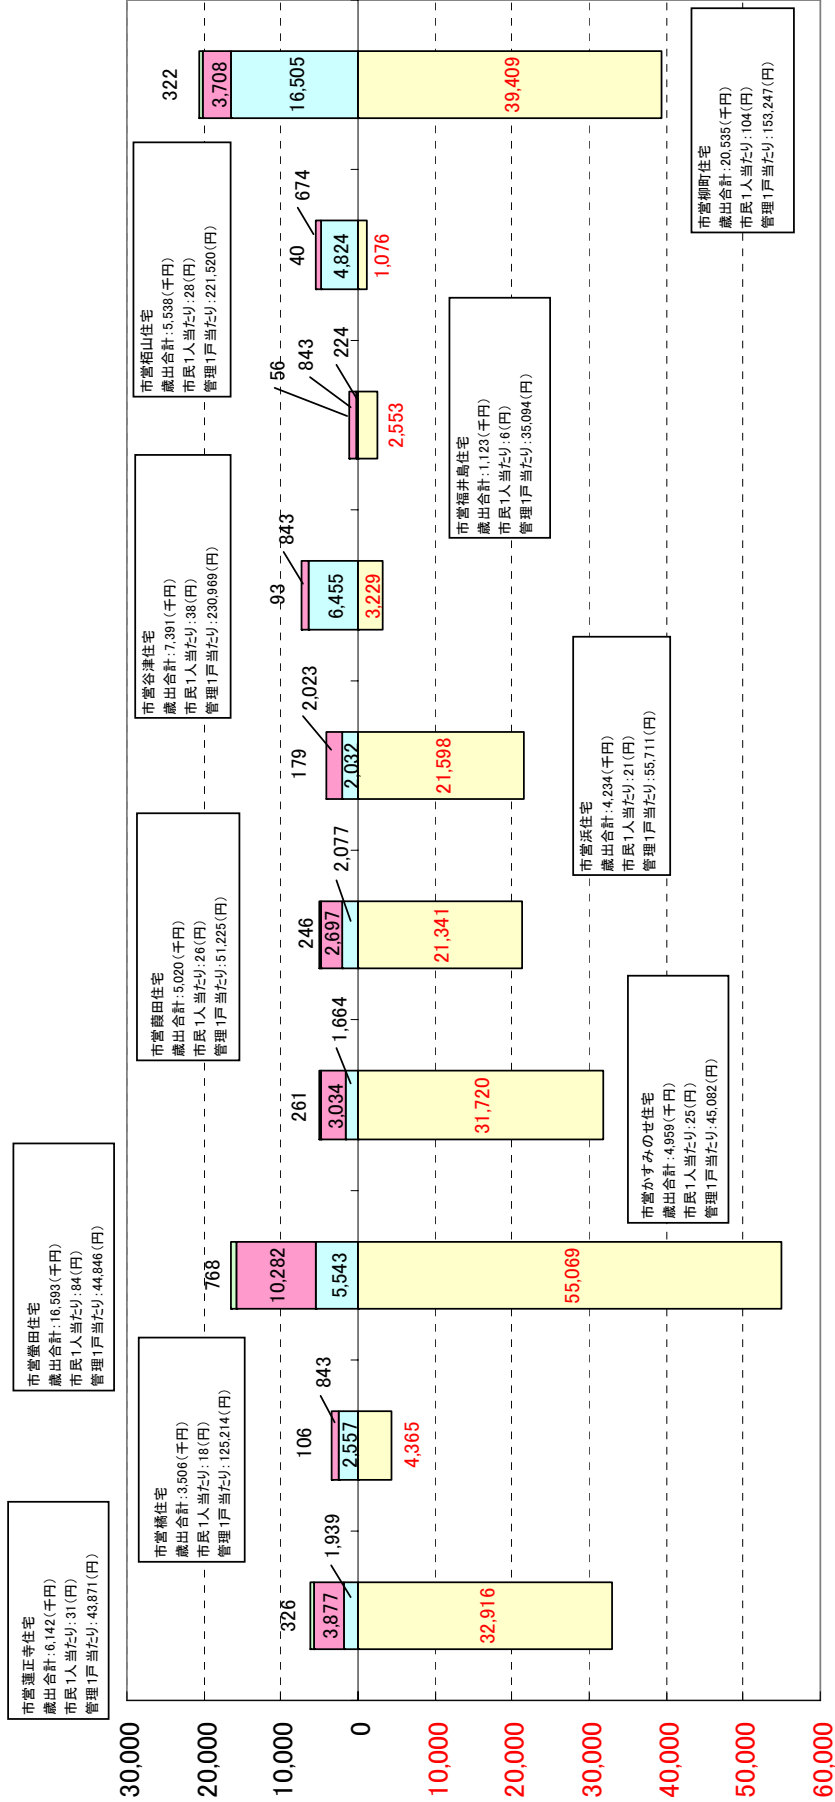 市営蓮正寺住宅
歳出合計:6,142(千円)
市民1人当たり:31(円)
管理1戸当たり:43,871(円)
市営橘住宅
歳出合計:3,506(千円)
市民1人当たり:18(円)
管理1戸当たり:125,214(円)
市営螢田住宅
歳出合計:16,593(千円)
市民1人当たり:84(円)
管理1戸当たり:44,846(円)
市営かすみのせ住宅
歳出合計:4,959(千円)
市民1人当たり:25(円)
管理1戸当たり:45,082(円)
市営葭田住宅
歳出合計:5,020(千円)
市民1人当たり:26(円)
管理1戸当たり:51,225(円)
市営浜住宅
歳出合計:4,234(千円)
市民1人当たり:21(円)
管理1戸当たり:55,711(円)
市営谷津住宅
歳出合計:7,391(千円)
市民1人当たり:38(円)
管理1戸当たり:230,969(円)
市営福井島住宅
歳出合計:1,123(千円)
市民1人当たり:6(円)
管理1戸当たり:35,094(円)
市営栢山住宅
歳出合計:5,538(千円)
市民1人当たり:28(円)
管理1戸当たり:221,520(円)
市営柳町住宅
歳出合計:20,535(千円)
市民1人当たり:104(円)
管理1戸当たり:153,247(円)
30,000
20,000
10,000
0
10,000
20,000
30,000
40,000
50,000
60,000
326
3,877
1,939
32,916
106
843
2,557
4,365
768
10,282
5,543
55,069
261
3,034
1,664
31,720
246
2,697
2,077
21,341
179
2,023
2,032
21,598
93
843
6,455
3,229
56
843
224
2,553
40
674
4,824
1,076
322
3,708
16,505
39,409